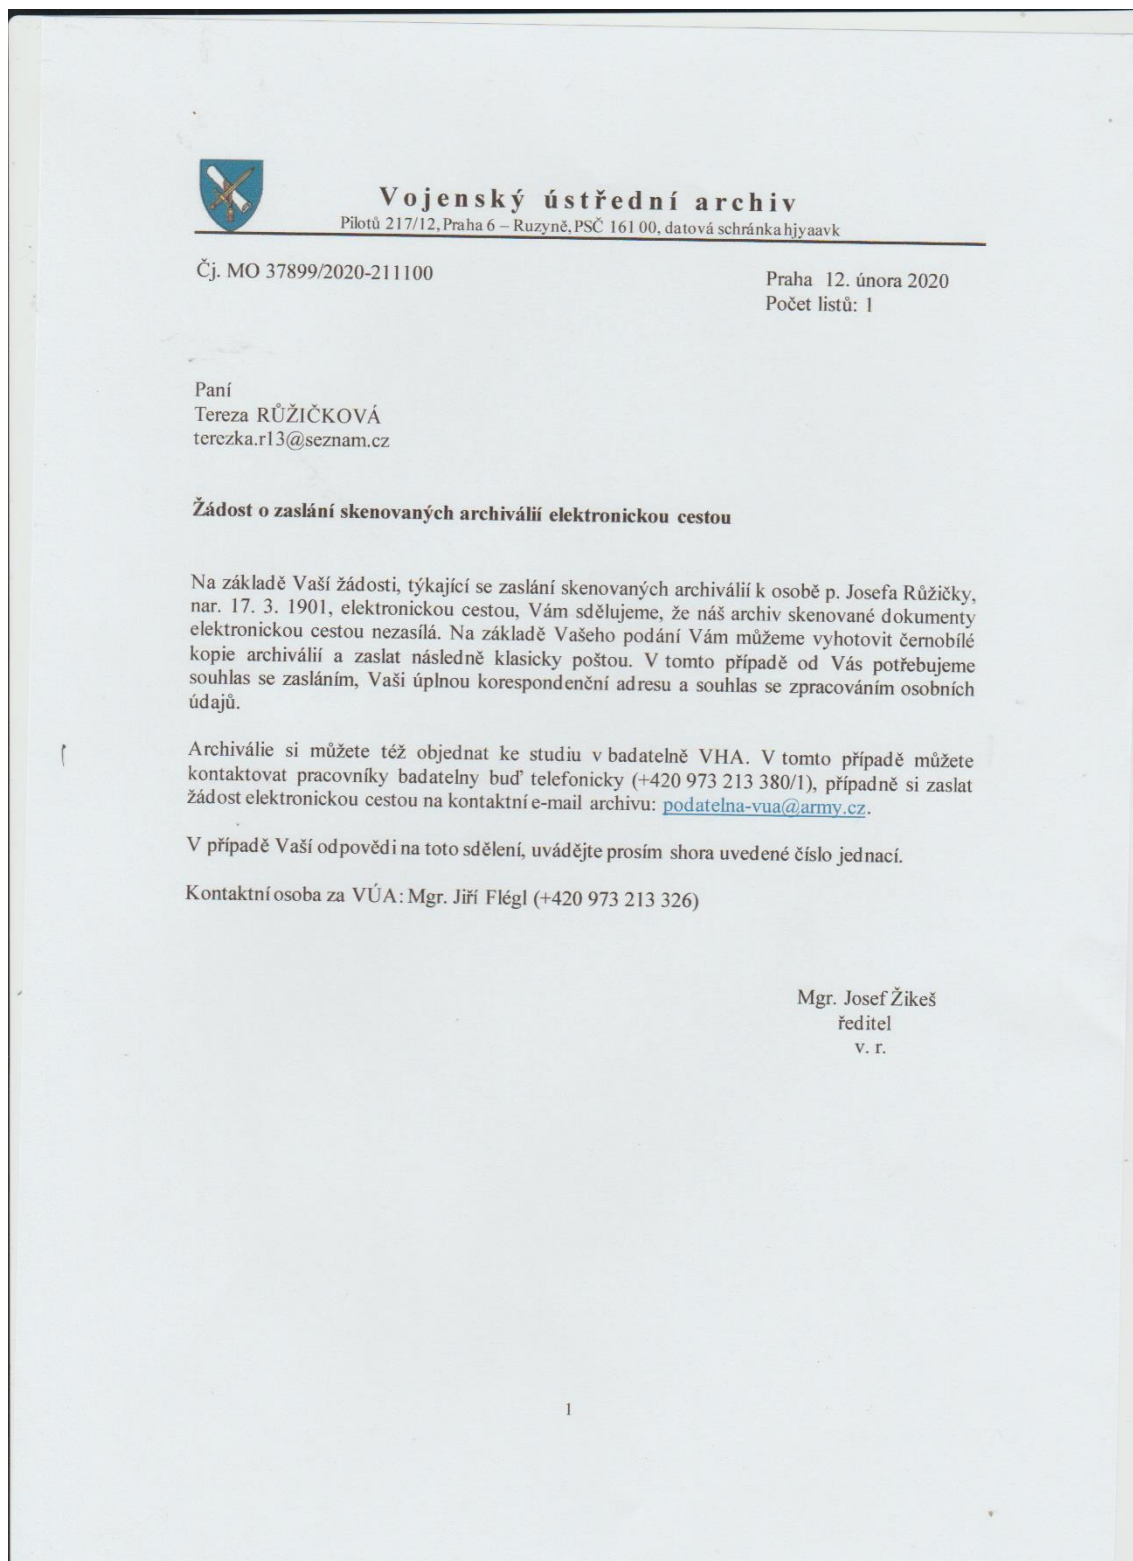 Vojenský ústřední archiv
Pilotů 217/12, Praha 6 – Ruzyně, PSČ 161 00, datová schránka hjyaavk
Čj. MO 37899/2020-211100
Praha 12. února 2020
Počet listů: 1
Paní
Tereza RŮŽIČKOVÁ
terezka.r13@seznam.cz
Žádost o zaslání skenovaných archiválií elektronickou cestou
Na základě Vaší žádosti, týkající se zaslání skenovaných archiválií k osobě p. Josefa Růžičky,
nar. 17. 3. 1901, elektronickou cestou, Vám sdělujeme, že náš archiv skenované dokumenty
elektronickou cestou nezasílá. Na základě Vašeho podání Vám můžeme vyhotovit černobílé
kopie archiválií a zaslat následně klasicky poštou. V tomto případě od Vás potřebujeme
souhlas se zasláním, Vaši úplnou korespondenční adresu a souhlas se zpracováním osobních
údajů.
Archiválie si můžete též objednat ke studiu v badatelně VHA. V tomto případě můžete
kontaktovat pracovníky badatelny buď telefonicky (+420 973 213 380/1), případně si zaslat
žádost elektronickou cestou na kontaktní e-mail archivu: podatelna-vua@army.cz.
V případě Vaší odpovědi na toto sdělení, uvádějte prosím shora uvedené číslo jednací.
Kontaktní osoba za VÚA: Mgr. Jiří Flégl (+420 973 213 326)
Mgr. Josef Žikeš
ředitel
v. r.
1